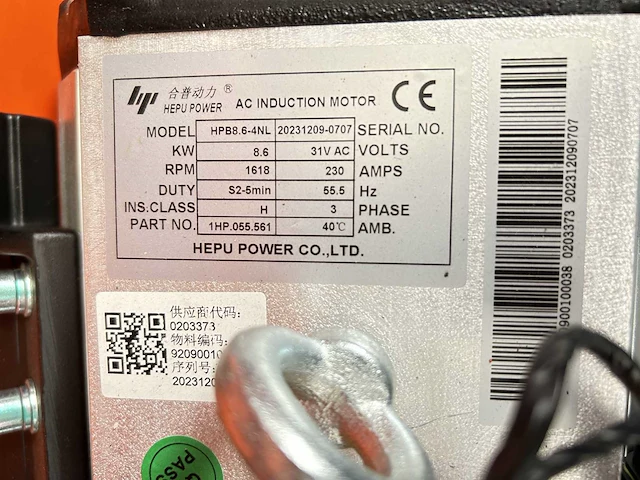 合普动力®
HEPU POWER AC INDUCTION MOTOR CE
MODEL HPB8.6-4NL 20231209-0707 SERIAL NO.
KW 8.6 31V AC VOLTS
RPM 1618 230 AMPS
DUTY S2-5min 55.5 Hz
INS.CLASS H 3 PHASE
PART NO. 1HP.055.561 40℃ AMB.
HEPU POWER CO.,LTD.
供应商代码:
0203373
物料编码:
序列号:
0203373 202312090707